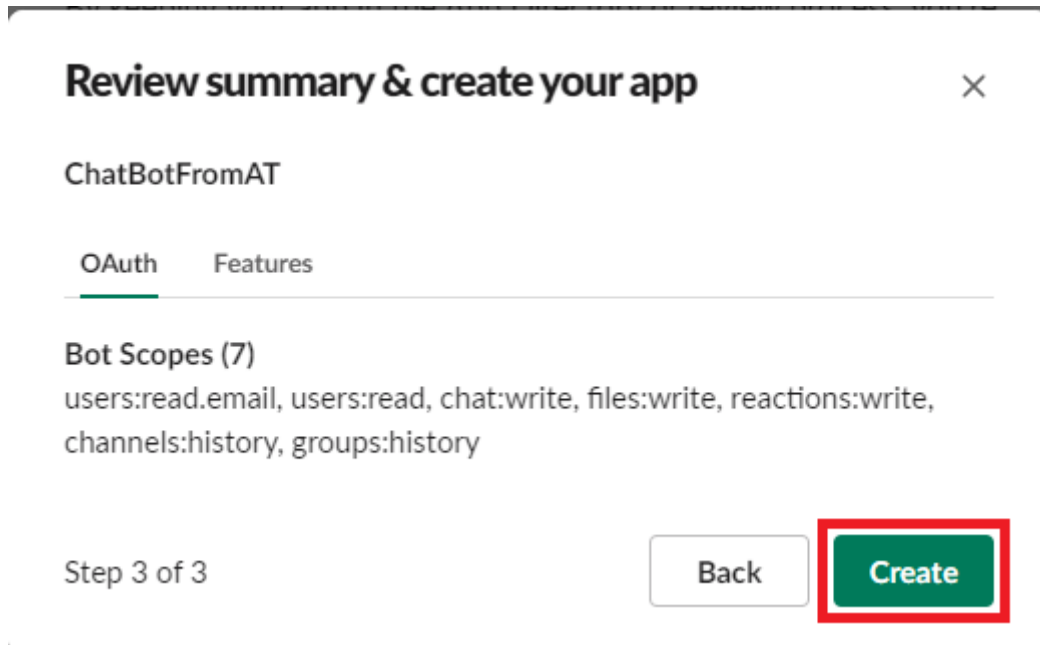 Review summary & create your app
ChatBotFromAT
OAuth Features
Bot Scopes (7)
users:read.email, users:read, chat:write, files:write, reactions:write,
channels:history, groups:history
Step 3 of 3 Back Create